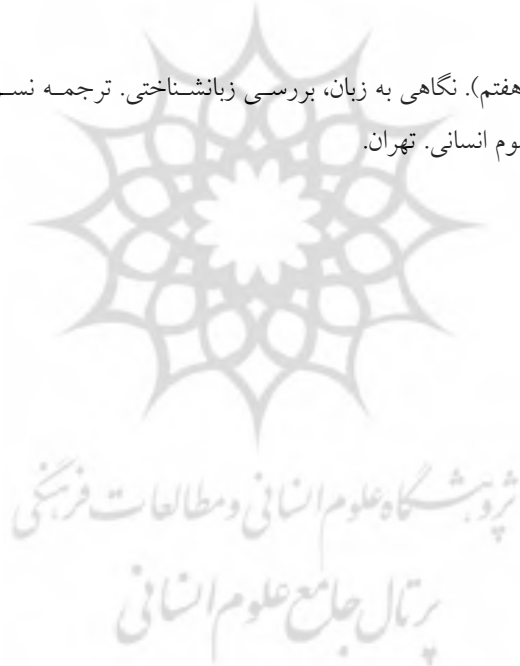 هفتم). نگاهی به زبان، بررسی زبانشناختی. ترجمه
وم انسانی. تهران.
پژوهشگاه علوم انسانی و مطالعات فرهنگی
پرتال جامع علوم انسانی